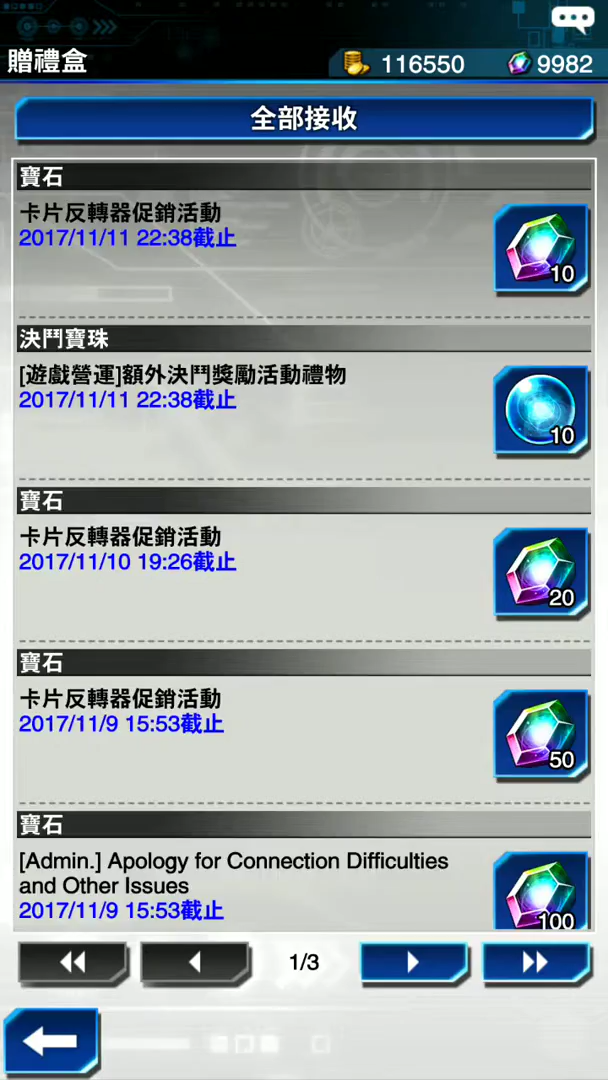 贈禮盒
116550
9982
全部接收
寶石
卡片反轉器促銷活動
2017/11/11 22:38截止
10
決鬥寶珠
[遊戲營運]額外決鬥獎勵活動禮物
2017/11/11 22:38截止
10
寶石
卡片反轉器促銷活動
2017/11/10 19:26截止
20
寶石
卡片反轉器促銷活動
2017/11/9 15:53截止
50
寶石
[Admin.] Apology for Connection Difficulties
and Other Issues
2017/11/9 15:53截止
100
1/3